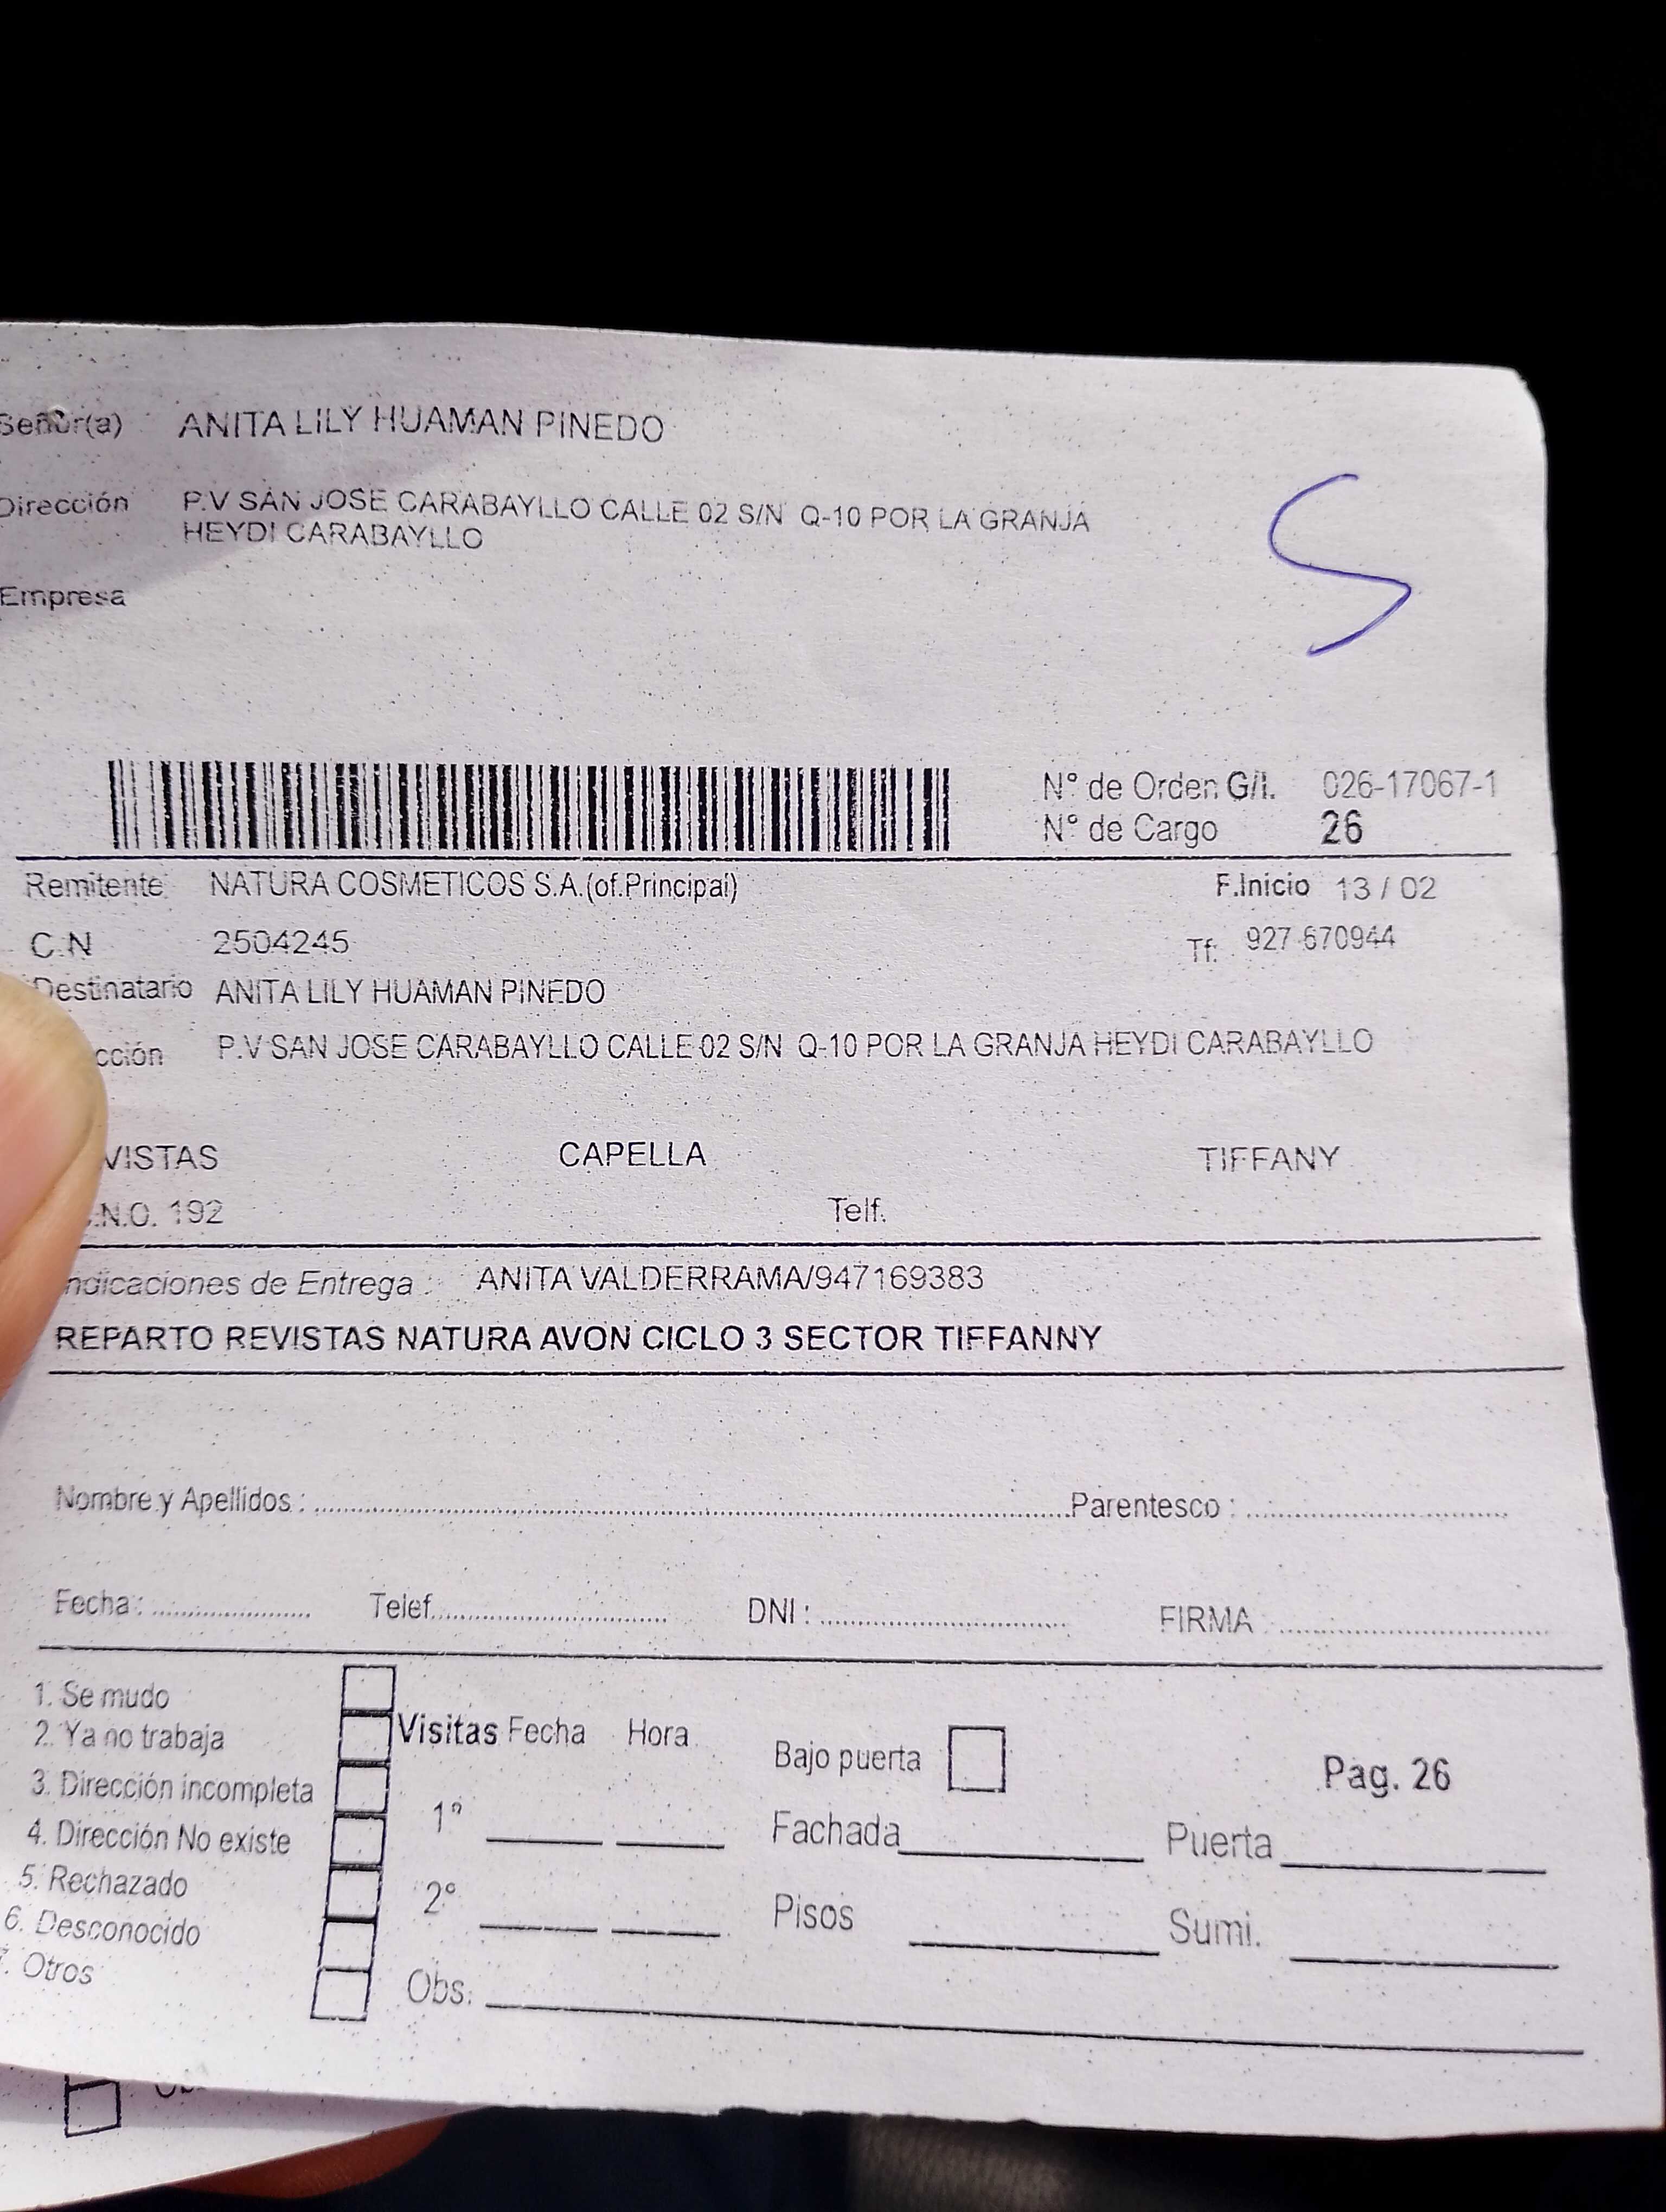 Señor(a) ANITA LILY HUAMAN PINEDO
Dirección P.V SAN JOSE CARABAYLLO CALLE 02 S/N Q-10 POR LA GRANJA
HEYDI CARABAYLLO
Empresa
S
N° de Orden G/I. 026-17067-1
N° de Cargo 26
Remitente NATURA COSMETICOS S.A.(of.Principal) F.Inicio 13 / 02
C.N 2504245 Tf: 927 670944
Destinatario ANITA LILY HUAMAN PINEDO
cción P.V SAN JOSE CARABAYLLO CALLE 02 S/N Q-10 POR LA GRANJA HEYDI CARABAYLLO
VISTAS CAPELLA TIFFANY
.N.O. 192 Telf.
Indicaciones de Entrega : ANITA VALDERRAMA/947169383
REPARTO REVISTAS NATURA AVON CICLO 3 SECTOR TIFFANNY
Nombre y Apellidos : Parentesco :
Fecha : Telef. DNI : FIRMA :
1. Se mudo
2. Ya no trabaja Visitas Fecha Hora Bajo puerta Pag. 26
3. Dirección incompleta 1º Fachada Puerta
4. Dirección No existe
5. Rechazado 2° Pisos Sumi.
6. Desconocido
7. Otros Obs.